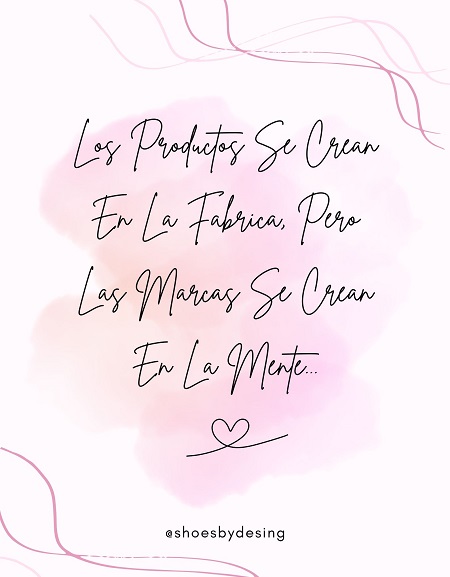 Los Productos Se Crean
En La Fabrica, Pero
Las Marcas Se Crean
En La Mente...
@shoesbydesing